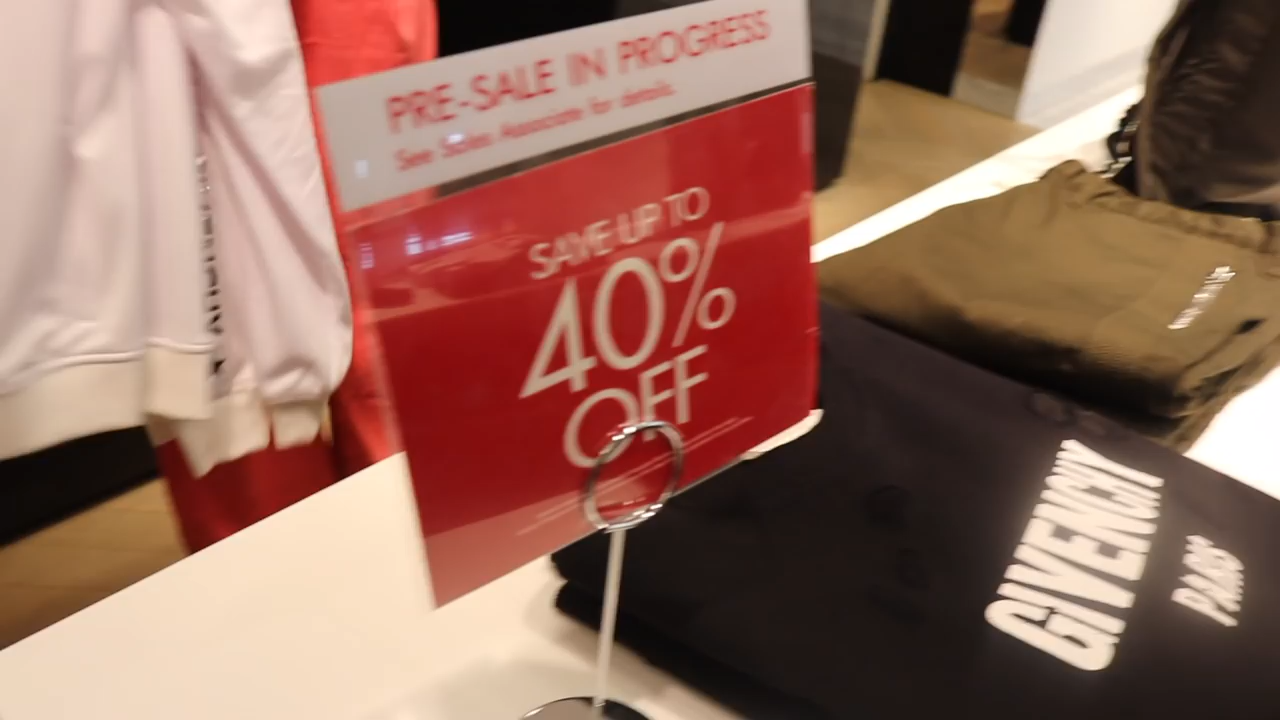 PRE-SALE IN PROGRESS
See Sales Associate for details.
SAVE UP TO
40%
OFF
GIVENCHY
PARIS